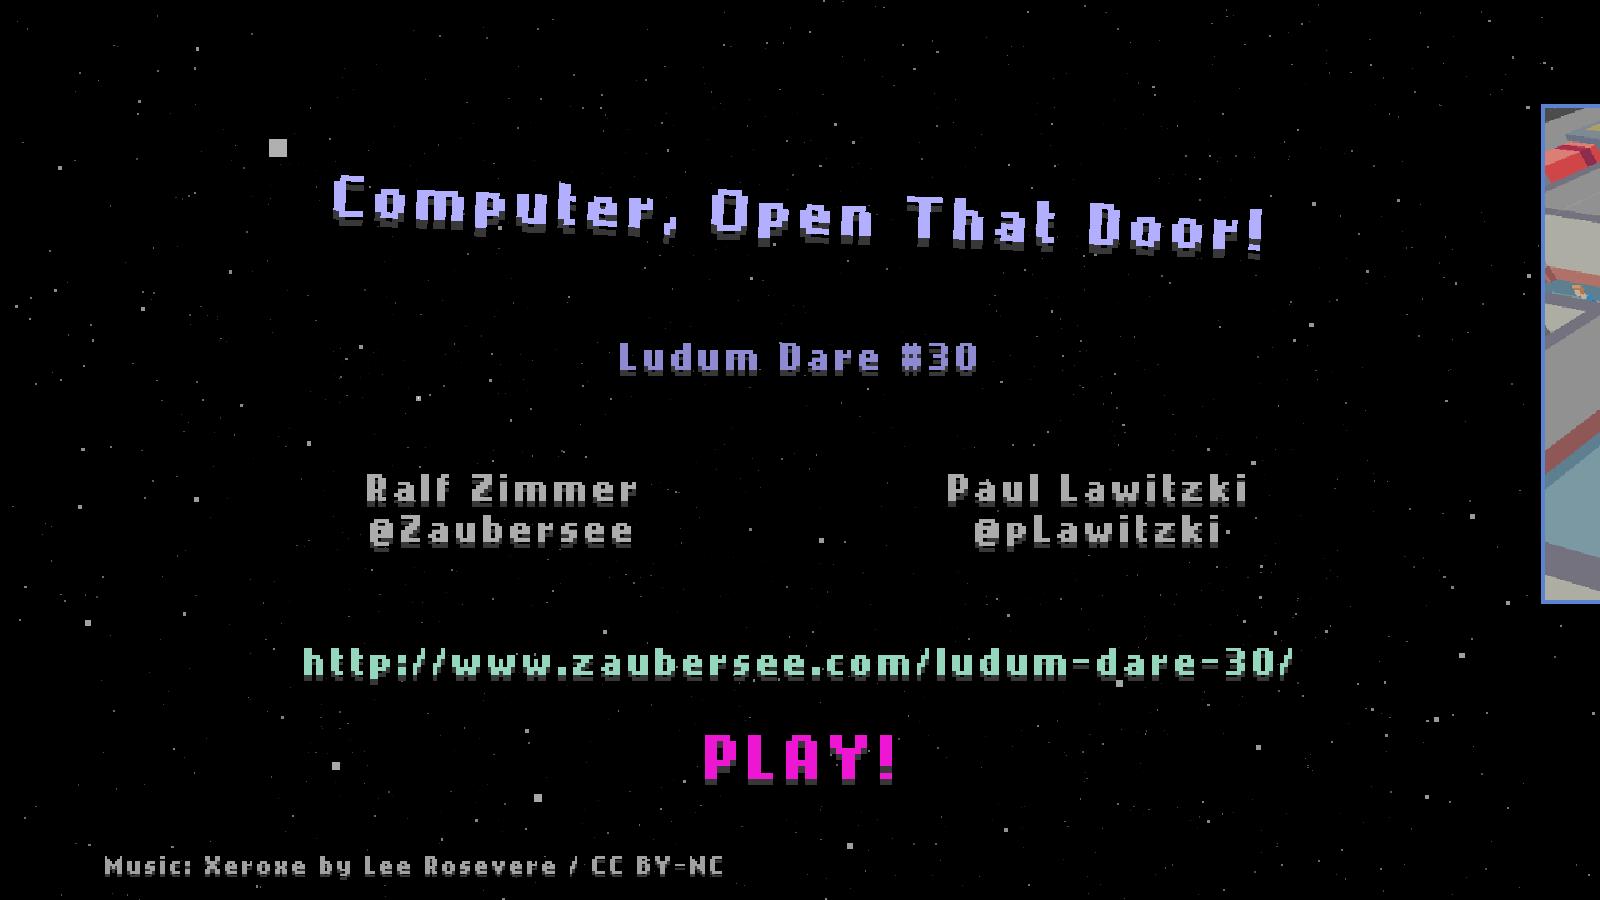 Computer, Open That Door!
Ludum Dare #30
Ralf Zimmer
@Zaubersee
Paul Lawitzki
@pLawitzki
http://www.zaubersee.com/ludum-dare-30/
PLAY!
Music: Xeroxe by Lee Rosevere / CC BY-NC